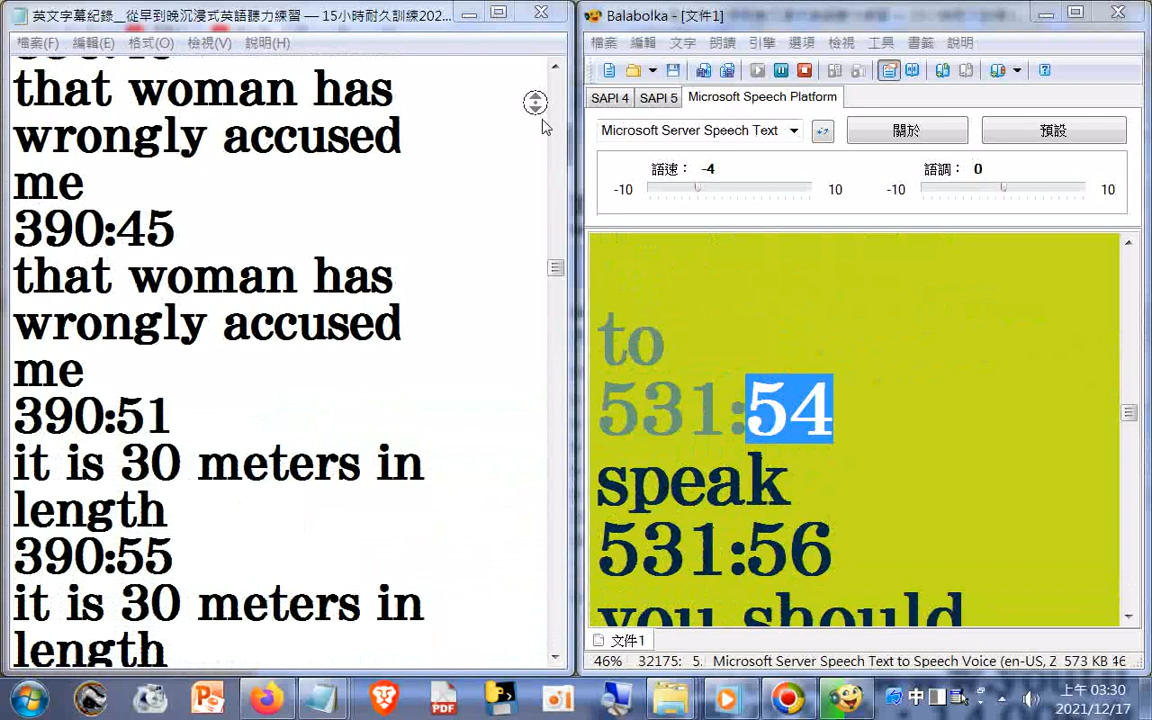 英文字幕紀錄__從早到晚沉浸式英語聽力練習 — 15小時耐久訓練202...
檔案(F) 編輯(E) 格式(O) 檢視(V) 說明(H)
that woman has
wrongly accused
me
390:45
that woman has
wrongly accused
me
390:51
it is 30 meters in
length
390:55
it is 30 meters in
length
Balabolka - [文件1]
檔案 編輯 文字 朗讀 引擎 選項 檢視 工具 書籤 說明
SAPI 4 SAPI 5 Microsoft Speech Platform
Microsoft Server Speech Text 關於 預設
語速： -4 語調： 0
-10 10 -10 10
to
531:54
speak
531:56
you should
文件1
46% 32175: 5. Microsoft Server Speech Text to Speech Voice (en-US, Z 573 KB 46
PDF
中
上午 03:30
2021/12/17